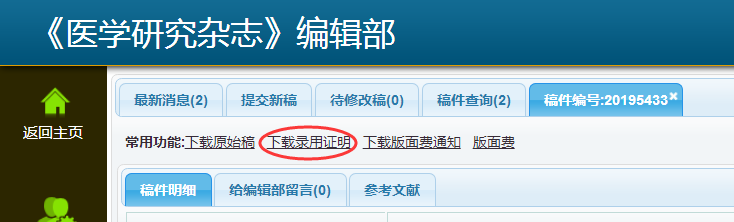 《医学研究杂志》编辑部
返回主页
最新消息(2) 提交新稿 待修改稿(0) 稿件查询(2) 稿件编号:20195433
常用功能:下载原始稿 下载录用证明 下载版面费通知 版面费
稿件明细 给编辑部留言(0) 参考文献